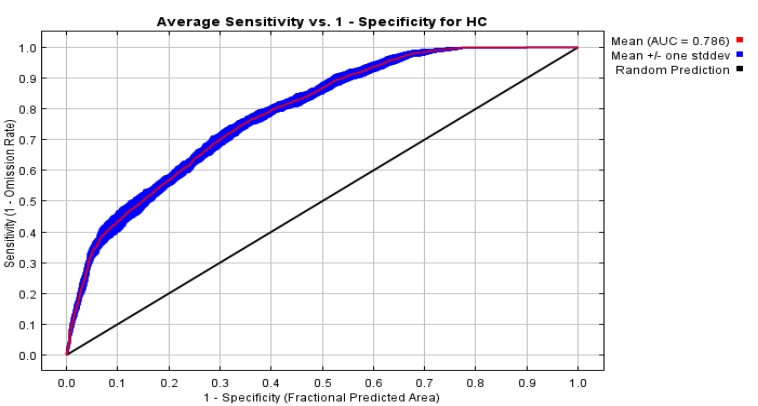 Average Sensitivity vs. 1 - Specificity for HC
Mean (AUC = 0.786)
Mean +/- one stddev
Random Prediction
Sensitivity (1 - Omission Rate)
1.0
0.9
0.8
0.7
0.6
0.5
0.4
0.3
0.2
0.1
0.0
0.0 0.1 0.2 0.3 0.4 0.5 0.6 0.7 0.8 0.9 1.0
1 - Specificity (Fractional Predicted Area)